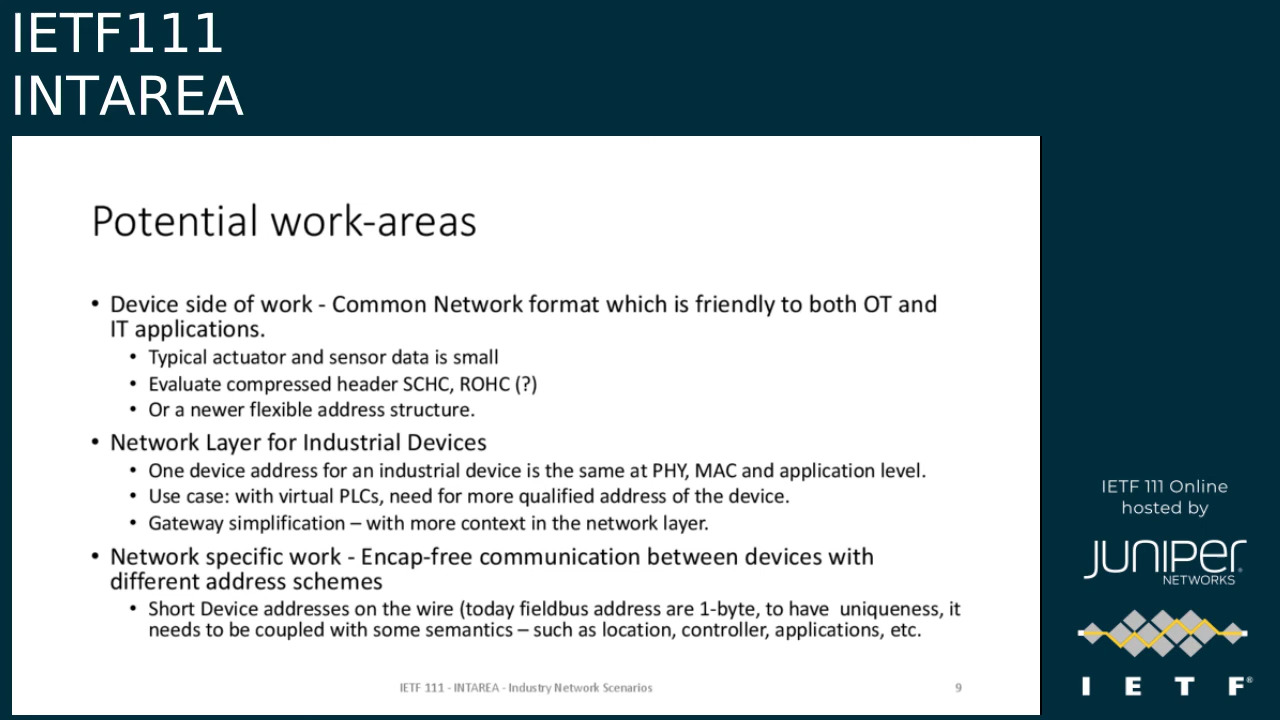 IETF111
INTAREA
Potential work-areas
• Device side of work - Common Network format which is friendly to both OT and
IT applications.
• Typical actuator and sensor data is small
• Evaluate compressed header SCHC, ROHC (?)
• Or a newer flexible address structure.
• Network Layer for Industrial Devices
• One device address for an industrial device is the same at PHY, MAC and application level.
• Use case: with virtual PLCs, need for more qualified address of the device.
• Gateway simplification – with more context in the network layer.
• Network specific work - Encap-free communication between devices with
different address schemes
• Short Device addresses on the wire (today fieldbus address are 1-byte, to have  uniqueness, it
needs to be coupled with some semantics – such as location, controller, applications, etc.
IETF 111 - INTAREA - Industry Network Scenarios
9
IETF 111 Online
hosted by
JUNIPER
NETWORKS
I E T F®